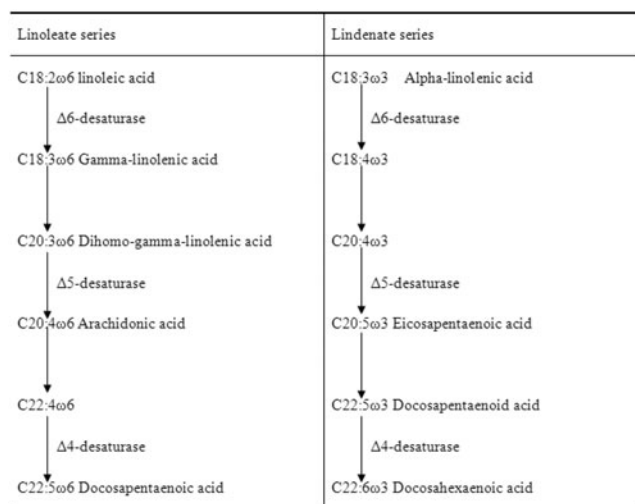 Linoleate series
C18:2ω6 linoleic acid
Δ6-desaturase
C18:3ω6 Gamma-linolenic acid
C20:3ω6 Dihomo-gamma-linolenic acid
Δ5-desaturase
C20:4ω6 Arachidonic acid
C22:4ω6
Δ4-desaturase
C22:5ω6 Docosapentaenoic acid
Lindenate series
C18:3ω3 Alpha-linolenic acid
Δ6-desaturase
C18:4ω3
C20:4ω3
Δ5-desaturase
C20:5ω3 Eicosapentaenoic acid
C22:5ω3 Docosapentaenoid acid
Δ4-desaturase
C22:6ω3 Docosahexaenoic acid